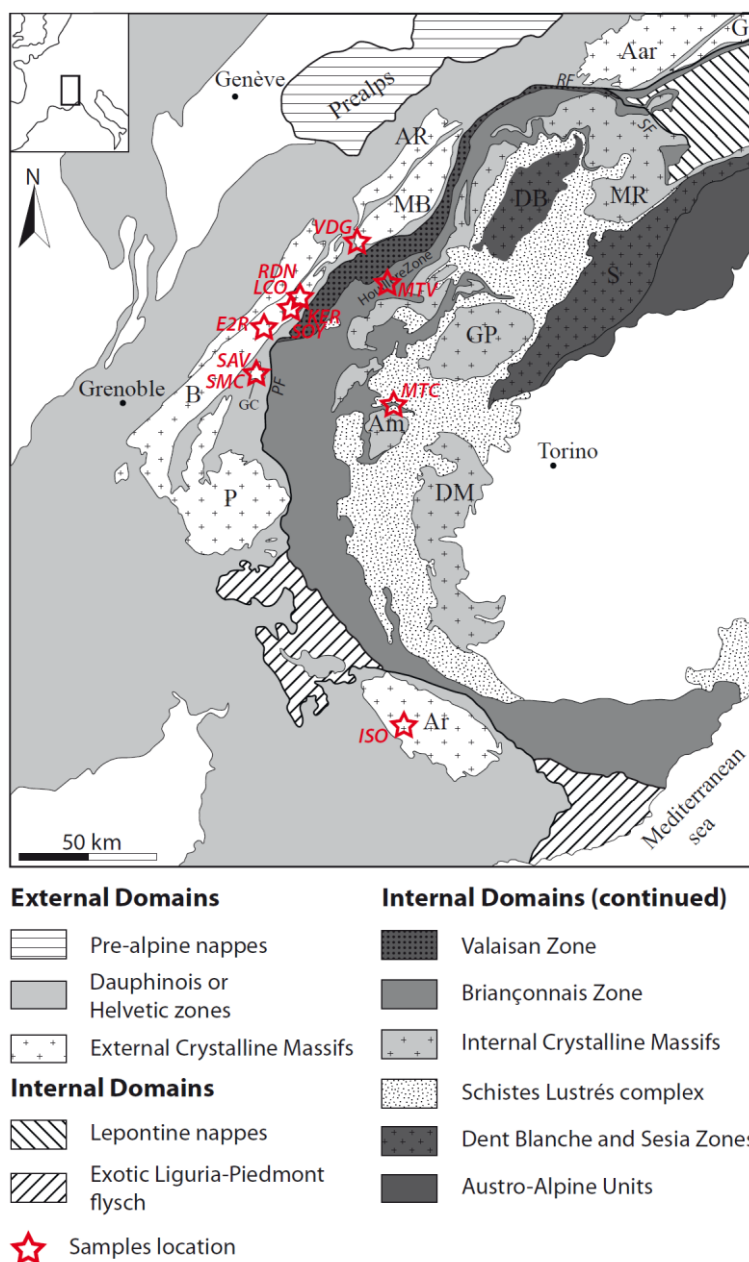 Aar
G
Genève
Prealps
RF
SF
AR
MB
DB
MR
VDG
Houillère Zone
MTV
S
RDN
LCO
KFR
SOY
E2R
GP
SAV
SMC
GC
PF
B
Grenoble
MTC
Am
Torino
P
DM
N
Ar
ISO
50 km
Mediterranean
sea
External Domains
Pre-alpine nappes
Dauphinois or
Helvetic zones
External Crystalline Massifs
Internal Domains
Lepontine nappes
Exotic Liguria-Piedmont
flysch
Samples location
Internal Domains (continued)
Valaisan Zone
Briançonnais Zone
Internal Crystalline Massifs
Schistes Lustrés complex
Dent Blanche and Sesia Zones
Austro-Alpine Units